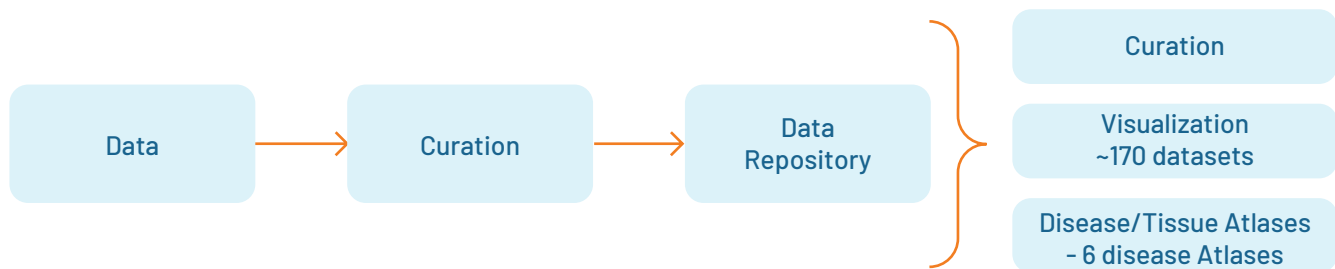 Data
Curation
Data
Repository
Curation
Visualization
~170 datasets
Disease/Tissue Atlases
- 6 disease Atlases